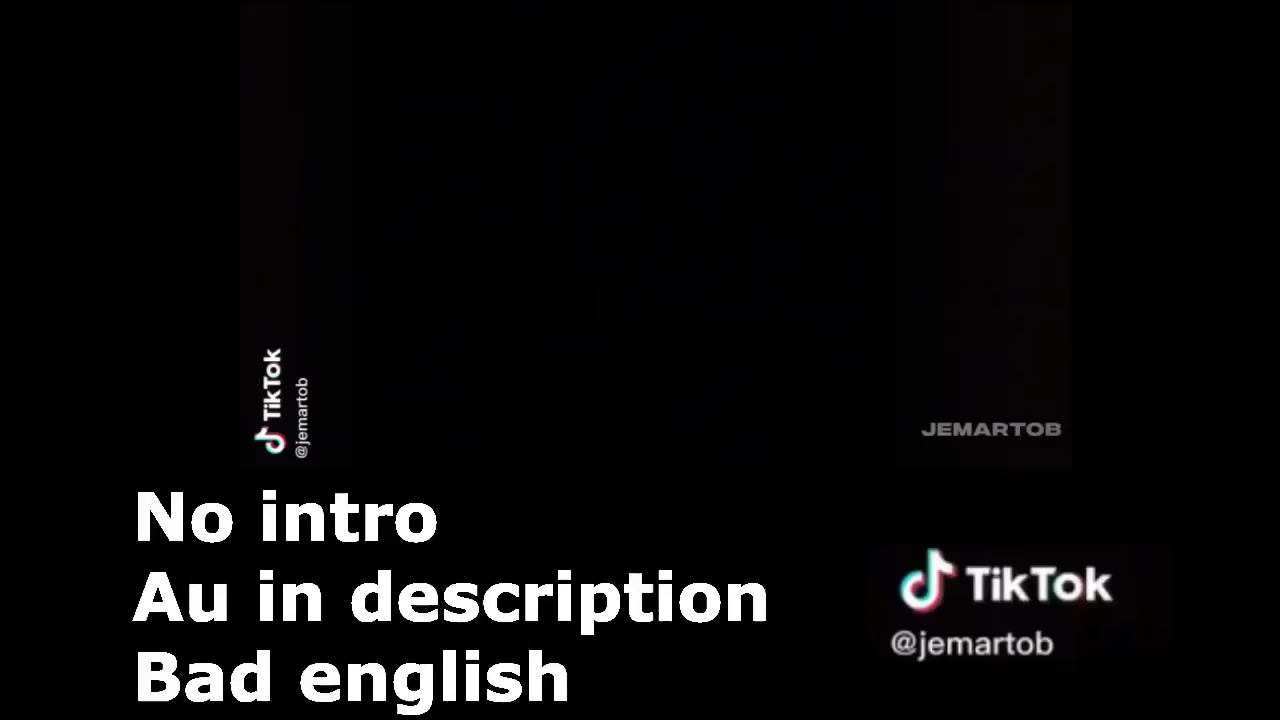 TikTok
@jemartob
JEMARTOB
No intro
Au in description
Bad english
TikTok
@jemartob